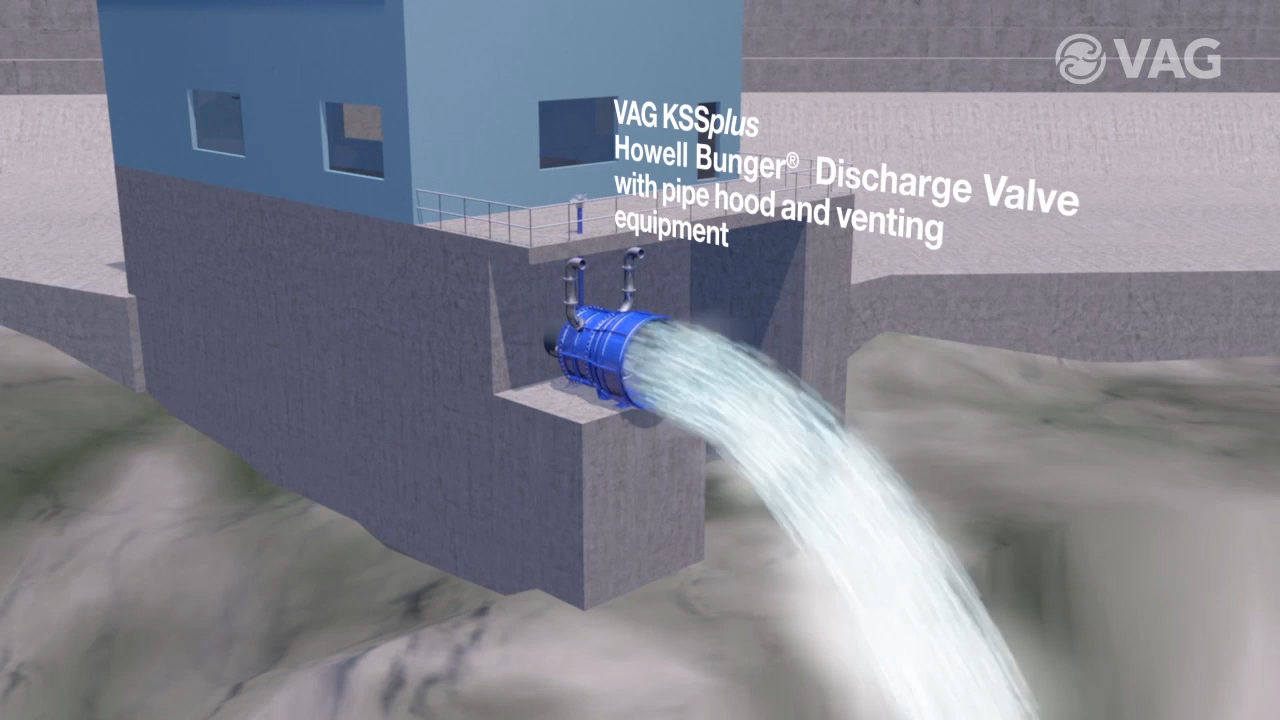 VAG
VAG KSSplus
Howell Bunger® Discharge Valve
with pipe hood and venting
equipment